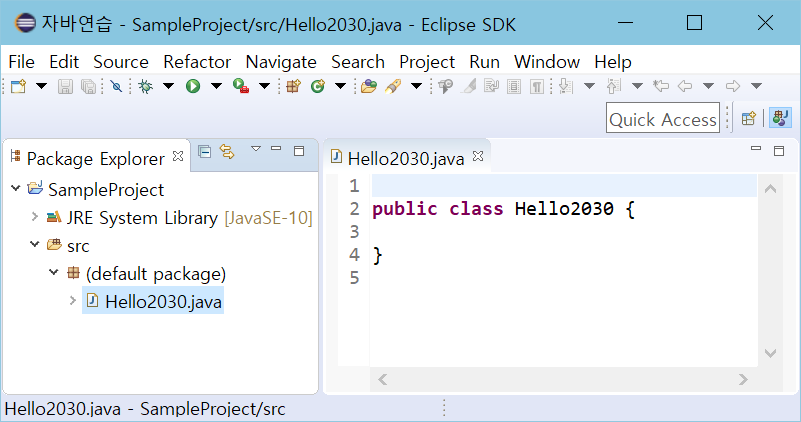 자바연습 - SampleProject/src/Hello2030.java - Eclipse SDK
File Edit Source Refactor Navigate Search Project Run Window Help
Quick Access
Package Explorer
SampleProject
JRE System Library [JavaSE-10]
src
(default package)
Hello2030.java
Hello2030.java
1
2 public class Hello2030 {
3
4 }
5
Hello2030.java - SampleProject/src